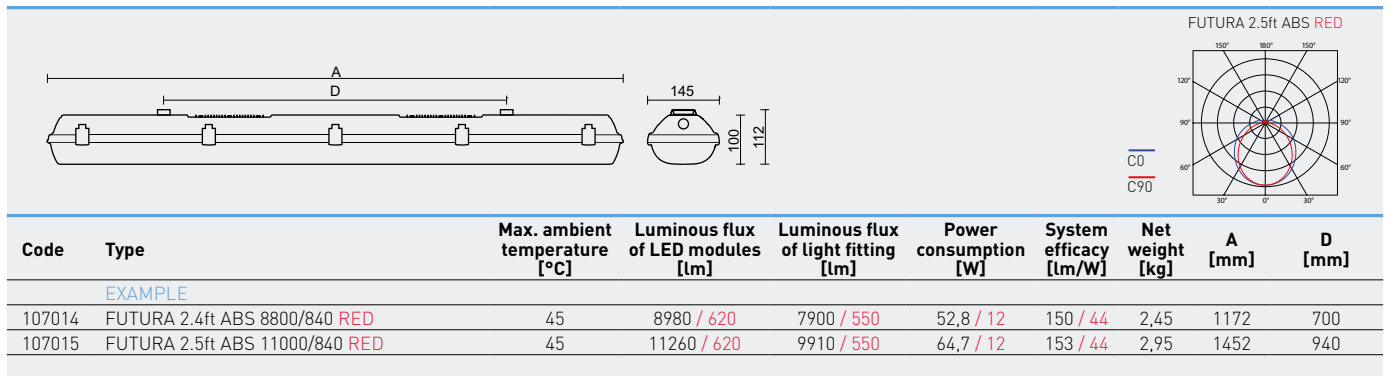 FUTURA 2.5ft ABS RED
150° 180° 150°
120° 120°
90° 90°
60° 60°
30° 0° 30°
C0
C90
A
D
145
100
112
Code Type Max. ambient temperature [°C] Luminous flux of LED modules [lm] Luminous flux of light fitting [lm] Power consumption [W] System efficacy [lm/W] Net weight [kg] A [mm] D [mm]
EXAMPLE
107014 FUTURA 2.4ft ABS 8800/840 RED 45 8980 / 620 7900 / 550 52,8 / 12 150 / 44 2,45 1172 700
107015 FUTURA 2.5ft ABS 11000/840 RED 45 11260 / 620 9910 / 550 64,7 / 12 153 / 44 2,95 1452 940